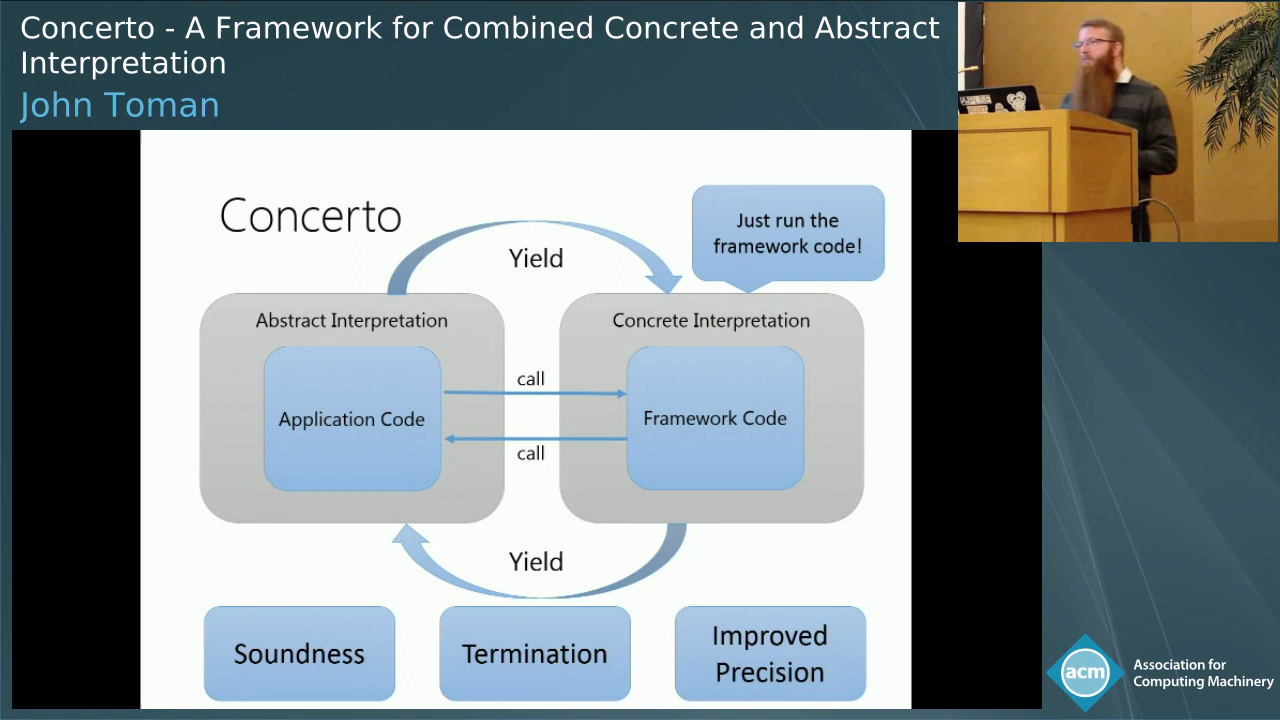 Concerto - A Framework for Combined Concrete and Abstract
Interpretation
John Toman
Concerto
Just run the
framework code!
Yield
Abstract Interpretation
Concrete Interpretation
call
Application Code
Framework Code
call
Yield
Soundness
Termination
Improved
Precision
acm
Association for
Computing Machinery